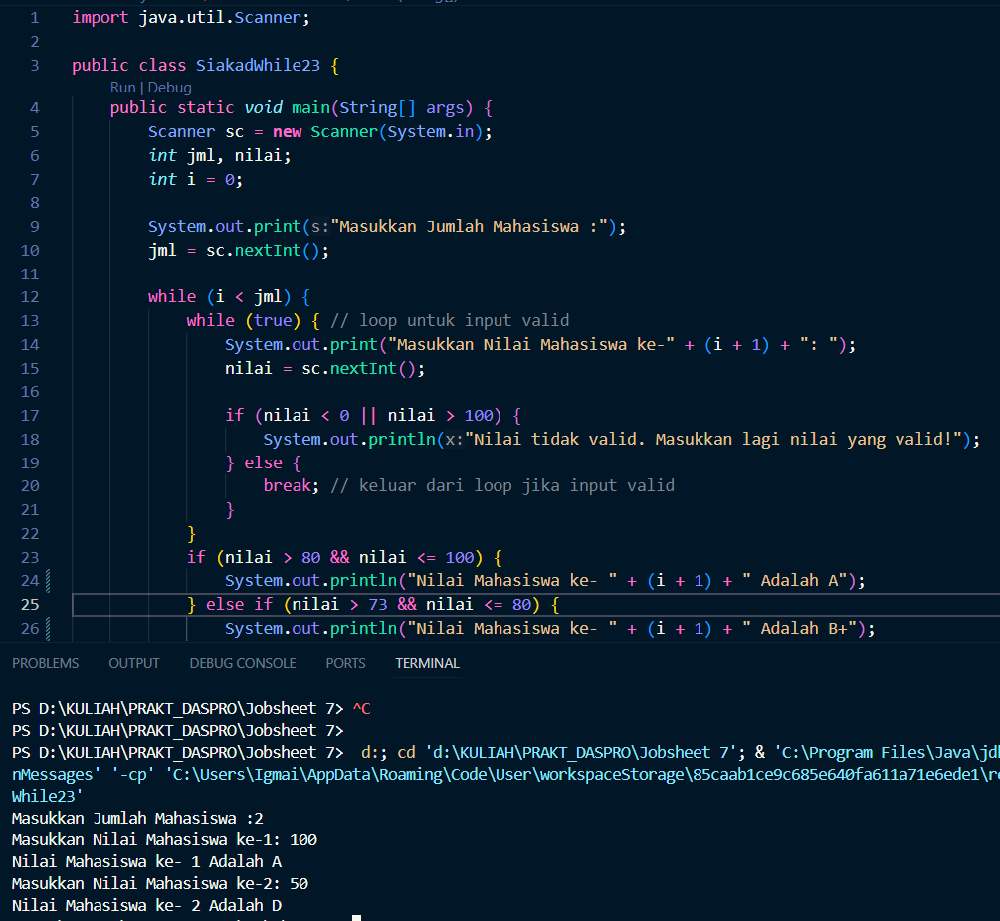 1 import java.util.Scanner;
2
3 public class SiakadWhile23 {
Run | Debug
4 public static void main(String[] args) {
5 Scanner sc = new Scanner(System.in);
6 int jml, nilai;
7 int i = 0;
8
9 System.out.print(s:"Masukkan Jumlah Mahasiswa :");
10 jml = sc.nextInt();
11
12 while (i < jml) {
13 while (true) { // loop untuk input valid
14 System.out.print("Masukkan Nilai Mahasiswa ke-" + (i + 1) + ": ");
15 nilai = sc.nextInt();
16
17 if (nilai < 0 || nilai > 100) {
18 System.out.println(x:"Nilai tidak valid. Masukkan lagi nilai yang valid!");
19 } else {
20 break; // keluar dari loop jika input valid
21 }
22 }
23 if (nilai > 80 && nilai <= 100) {
24 System.out.println("Nilai Mahasiswa ke- " + (i + 1) + " Adalah A");
25 } else if (nilai > 73 && nilai <= 80) {
26 System.out.println("Nilai Mahasiswa ke- " + (i + 1) + " Adalah B+");
PROBLEMS OUTPUT DEBUG CONSOLE PORTS TERMINAL
PS D:\KULIAH\PRAKT_DASPRO\Jobsheet 7> ^C
PS D:\KULIAH\PRAKT_DASPRO\Jobsheet 7>
PS D:\KULIAH\PRAKT_DASPRO\Jobsheet 7> d:; cd 'd:\KULIAH\PRAKT_DASPRO\Jobsheet 7'; & 'C:\Program Files\Java\jd
nMessages' '-cp' 'C:\Users\Igmai\AppData\Roaming\Code\User\workspaceStorage\85caab1ce9c685e640fa611a71e6ede1\re
While23'
Masukkan Jumlah Mahasiswa :2
Masukkan Nilai Mahasiswa ke-1: 100
Nilai Mahasiswa ke- 1 Adalah A
Masukkan Nilai Mahasiswa ke-2: 50
Nilai Mahasiswa ke- 2 Adalah D